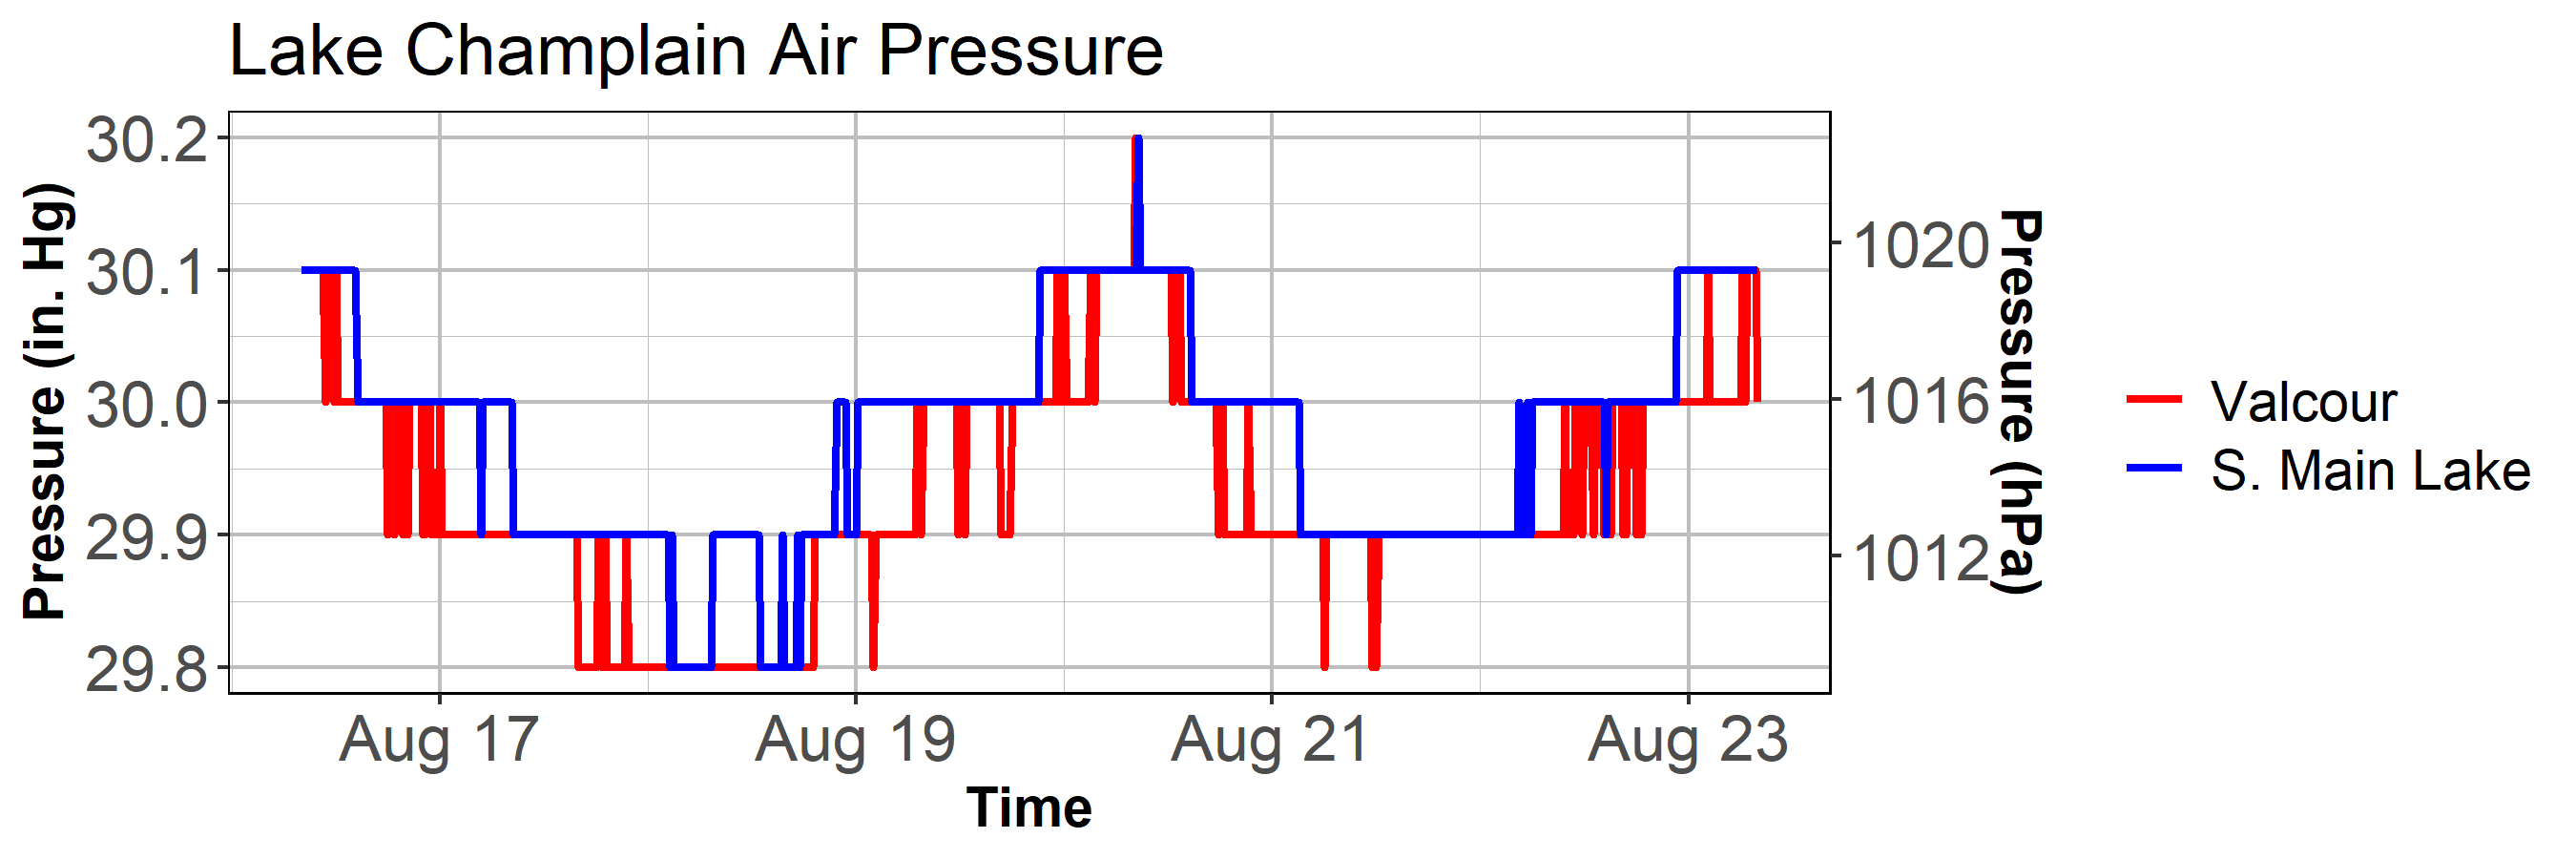 Lake Champlain Air Pressure
Pressure (in. Hg)
30.2
30.1
30.0
29.9
29.8
1020
1016
1012
Pressure (hPa)
Valcour
S. Main Lake
Aug 17
Aug 19
Aug 21
Aug 23
Time